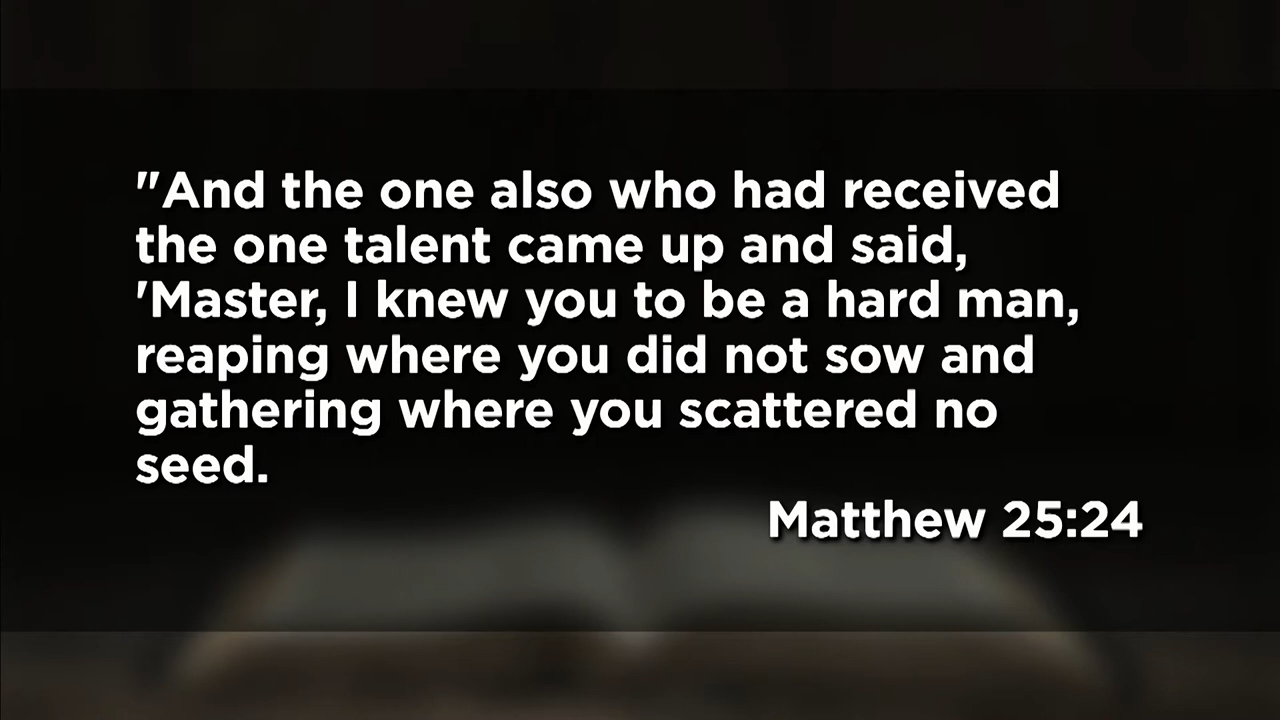 "And the one also who had received
the one talent came up and said,
'Master, I knew you to be a hard man,
reaping where you did not sow and
gathering where you scattered no
seed.
Matthew 25:24